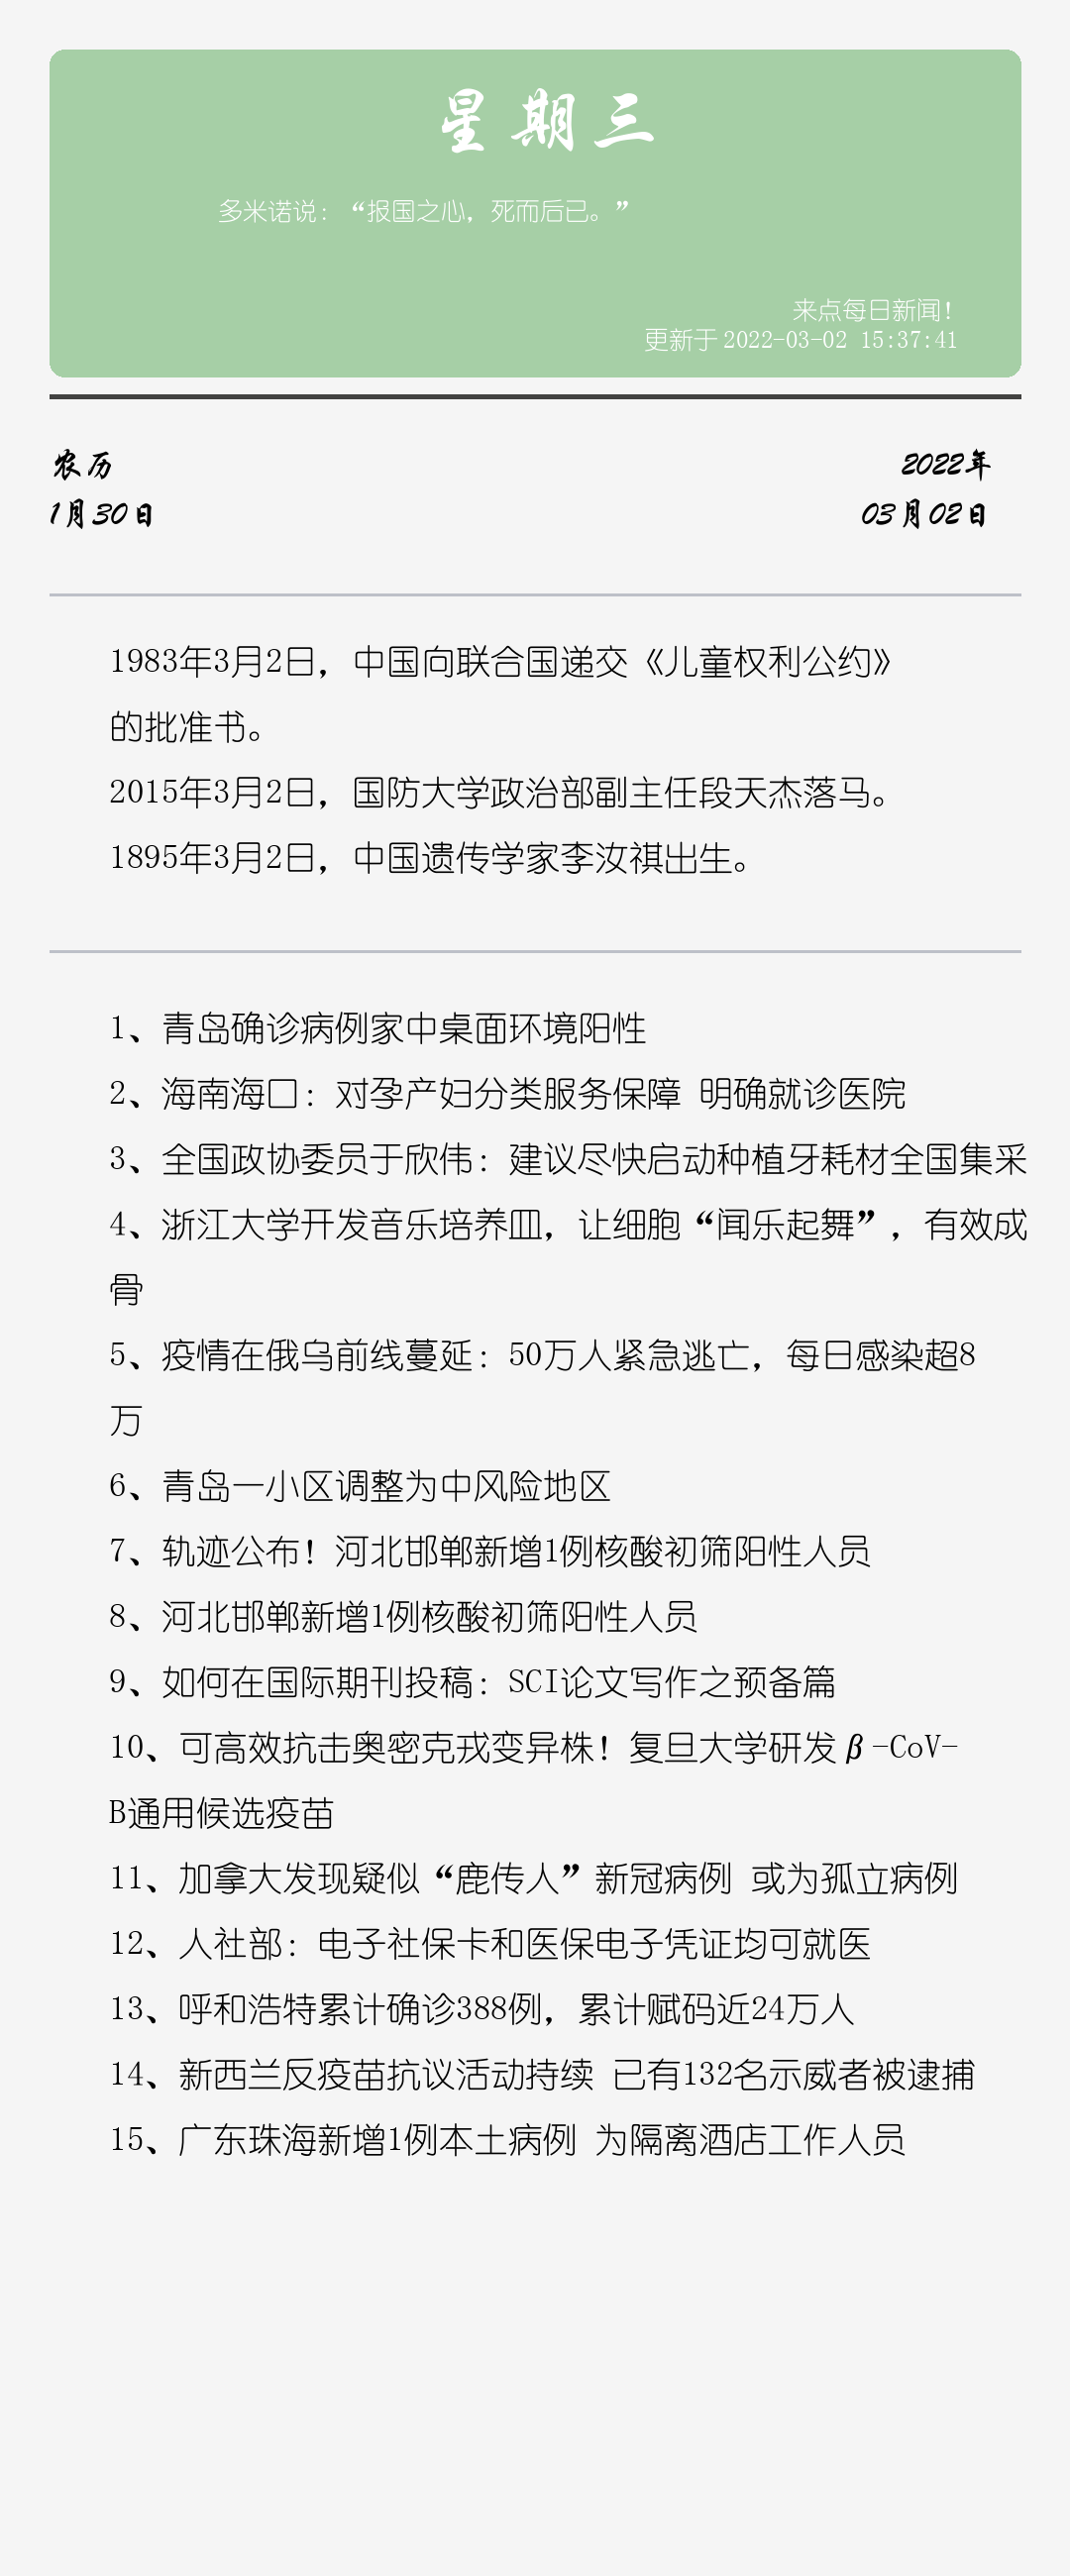 星期三
多米诺说：“报国之心，死而后已。”
来点每日新闻！
更新于 2022-03-02 15:37:41
农历
2022年
1月30日
03月02日
1983年3月2日，中国向联合国递交《儿童权利公约》
的批准书。
2015年3月2日，国防大学政治部副主任段天杰落马。
1895年3月2日，中国遗传学家李汝祺出生。
1、青岛确诊病例家中桌面环境阳性
2、海南海口：对孕产妇分类服务保障 明确就诊医院
3、全国政协委员于欣伟：建议尽快启动种植牙耗材全国集采
4、浙江大学开发音乐培养皿，让细胞“闻乐起舞”，有效成
骨
5、疫情在俄乌前线蔓延：50万人紧急逃亡，每日感染超8
万
6、青岛一小区调整为中风险地区
7、轨迹公布！河北邯郸新增1例核酸初筛阳性人员
8、河北邯郸新增1例核酸初筛阳性人员
9、如何在国际期刊投稿：SCI论文写作之预备篇
10、可高效抗击奥密克戎变异株！复旦大学研发β-CoV-
B通用候选疫苗
11、加拿大发现疑似“鹿传人”新冠病例 或为孤立病例
12、人社部：电子社保卡和医保电子凭证均可就医
13、呼和浩特累计确诊388例，累计赋码近24万人
14、新西兰反疫苗抗议活动持续 已有132名示威者被逮捕
15、广东珠海新增1例本土病例 为隔离酒店工作人员